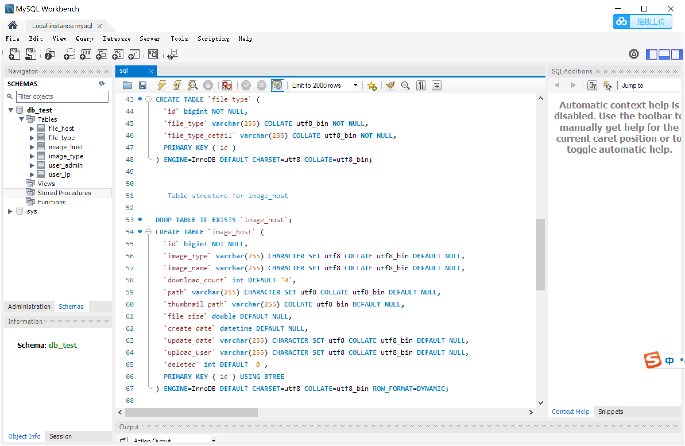 MySQL Workbench
Local instance mysql
拖拽上传
File Edit View Query Database Server Tools Scripting Help
Navigator
SCHEMAS
Filter objects
db_test
Tables
file_host
file_type
image_host
image_type
user_admin
user_ip
Views
Stored Procedures
Functions
sys
Administration Schemas
Information
Schema: db_test
Object Info Session
sql
Limit to 2000 rows
43 CREATE TABLE `file_type` (
44 `id` bigint NOT NULL,
45 `file_type` varchar(255) COLLATE utf8_bin NOT NULL,
46 `file_type_detail` varchar(255) COLLATE utf8_bin NOT NULL,
47 PRIMARY KEY (`id`)
48 ) ENGINE=InnoDB DEFAULT CHARSET=utf8 COLLATE=utf8_bin;
49
50
51 Table structure for image_host
52
53 DROP TABLE IF EXISTS `image_host`;
54 CREATE TABLE `image_host` (
55 `id` bigint NOT NULL,
56 `image_type` varchar(255) CHARACTER SET utf8 COLLATE utf8_bin DEFAULT NULL,
57 `image_name` varchar(255) CHARACTER SET utf8 COLLATE utf8_bin DEFAULT NULL,
58 `download_count` int DEFAULT '0',
59 `path` varchar(255) CHARACTER SET utf8 COLLATE utf8_bin DEFAULT NULL,
60 `thumbnail_path` varchar(255) COLLATE utf8_bin DEFAULT NULL,
61 `file_size` double DEFAULT NULL,
62 `create_date` datetime DEFAULT NULL,
63 `update_date` varchar(255) CHARACTER SET utf8 COLLATE utf8_bin DEFAULT NULL,
64 `upload_user` varchar(255) CHARACTER SET utf8 COLLATE utf8_bin DEFAULT NULL,
65 `deleted` int DEFAULT '0',
66 PRIMARY KEY (`id`) USING BTREE
67 ) ENGINE=InnoDB DEFAULT CHARSET=utf8 COLLATE=utf8_bin ROW_FORMAT=DYNAMIC;
68
Output
Action Output
SQL Additions
Jump to
Automatic context help is
disabled. Use the toolbar to
manually get help for the
current caret position or to
toggle automatic help.
中
Context Help Snippets